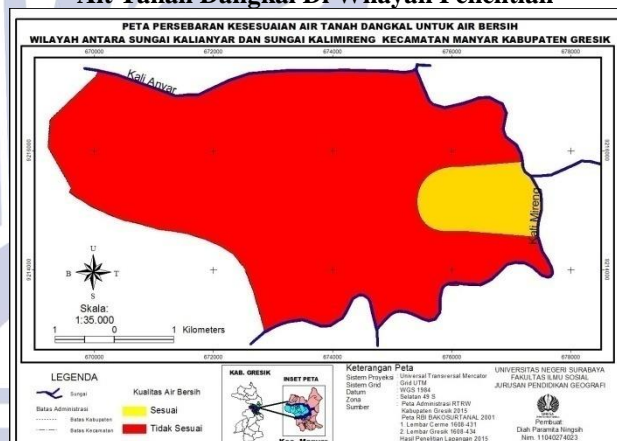 Air Tanah Dangkal Di Wilayah Penelitian
PETA PERSEBARAN KESESUAIAN AIR TANAH DANGKAL UNTUK AIR BERSIH
WILAYAH ANTARA SUNGAI KALIANYAR DAN SUNGAI KALIMIRENG KECAMATAN MANYAR KABUPATEN GRESIK
670000 672000 674000 676000 678000
Kali Anyar
9216000 9216000
Kali Mireng
9214000 9214000
U
B T
S
Skala:
1:35.000
1 0 1 Kilometers
670000 672000 674000 676000 678000
LEGENDA
Sungai
Batas Administrasi
Batas Kabupaten
Batas Kecamatan
Kualitas Air Bersih
Sesuai
Tidak Sesuai
KAB. GRESIK
INSET PETA
Kec. Manyar
Keterangan Peta
Sistem Proyeksi Universal Transversal Mercator
Sistem Grid Grid UTM
Datum WGS 1984
Zona Selatan 49 S
Sumber Peta Administrasi RTRW
Kabupaten Gresik 2015
Peta RBI BAKOSURTANAL 2001
1. Lembar Cerme 1608-431
2. Lembar Gresik 1608-434
Hasil Penelitian Lapangan 2015
UNIVERSITAS NEGERI SURABAYA
FAKULTAS ILMU SOSIAL
JURUSAN PENDIDIKAN GEOGRAFI
Pembuat:
Diah Paramita Ningsih
Nim. 11040274023